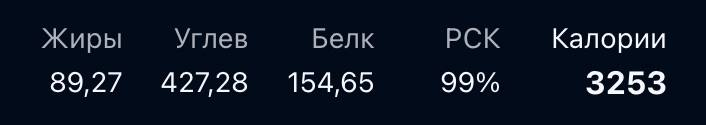 Жиры Углев Белк РСК Калории
89,27 427,28 154,65 99% 3253